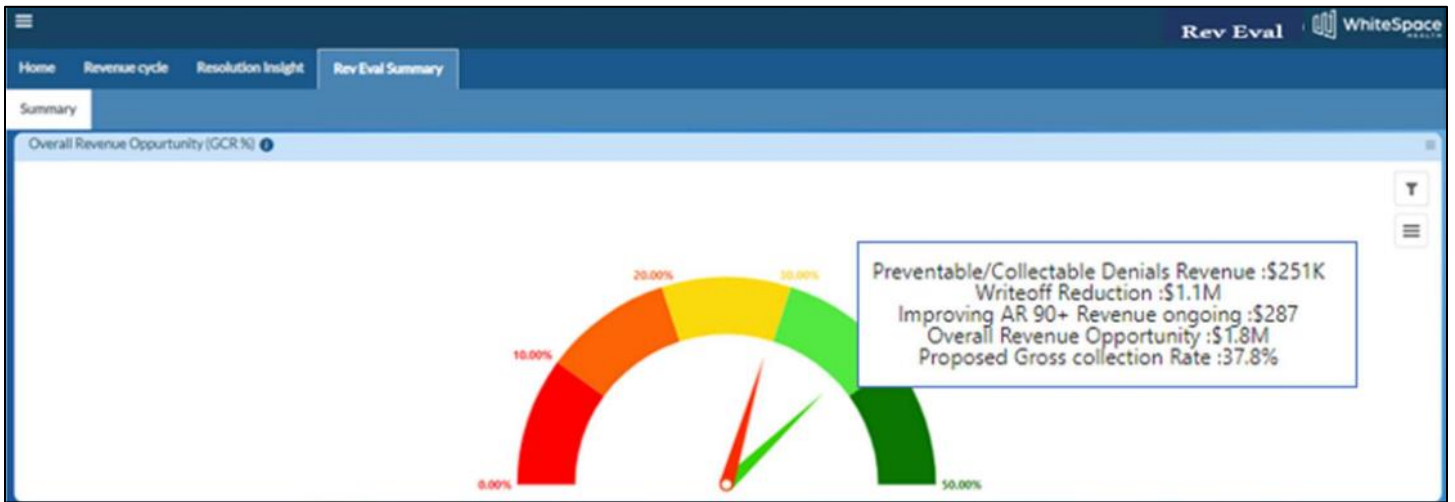 Rev Eval
WhiteSpace
HEALTH
Home Revenue cycle Resolution Insight Rev Eval Summary
Summary
Overall Revenue Oppurtunity (GCR %)
Preventable/Collectable Denials Revenue :$251K
Writeoff Reduction :$1.1M
Improving AR 90+ Revenue ongoing :$287
Overall Revenue Opportunity :$1.8M
Proposed Gross collection Rate :37.8%
20.00%
30.00%
10.00%
0.00%
50.00%